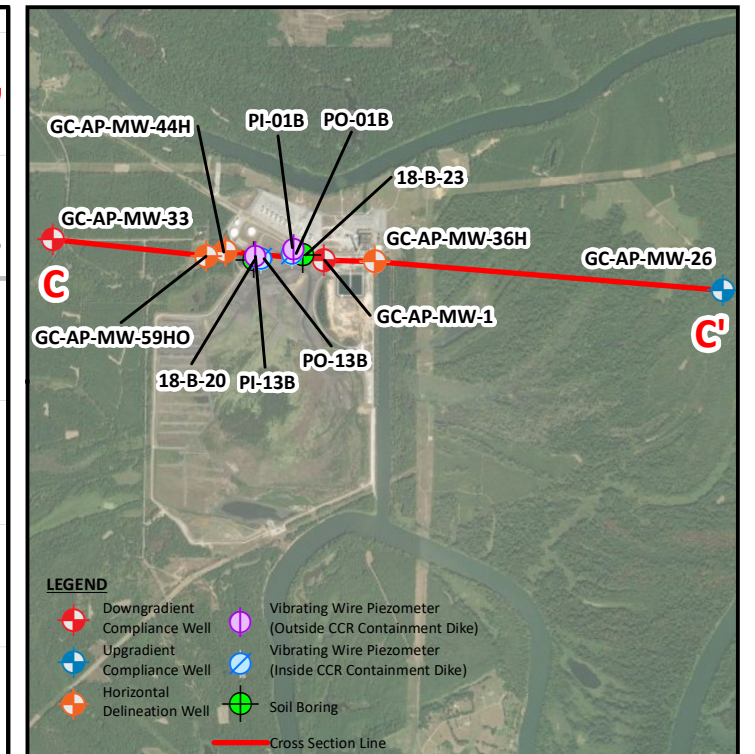 GC-AP-MW-44H
PI-01B
PO-01B
18-B-23
GC-AP-MW-33
GC-AP-MW-36H
GC-AP-MW-26
C
C'
GC-AP-MW-59HO
GC-AP-MW-1
PO-13B
18-B-20
PI-13B
LEGEND
Downgradient
Compliance Well
Upgradient
Compliance Well
Horizontal
Delineation Well
Vibrating Wire Piezometer
(Outside CCR Containment Dike)
Vibrating Wire Piezometer
(Inside CCR Containment Dike)
Soil Boring
Cross Section Line